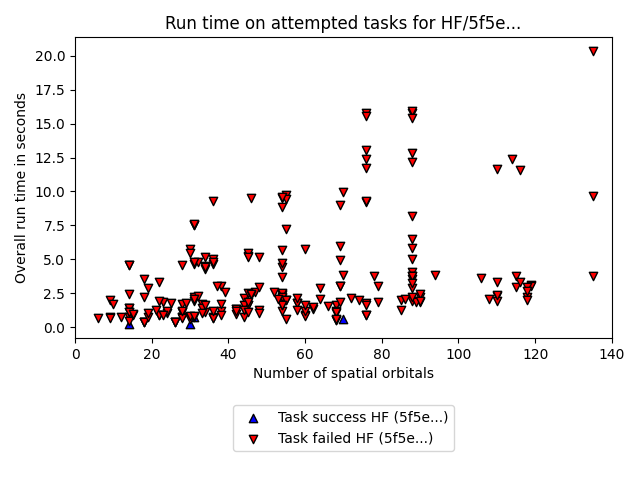 Run time on attempted tasks for HF/5f5e...
20.0
17.5
15.0
12.5
10.0
7.5
5.0
2.5
0.0
Overall run time in seconds
0 20 40 60 80 100 120 140
Number of spatial orbitals
Task success HF (5f5e...)
Task failed HF (5f5e...)